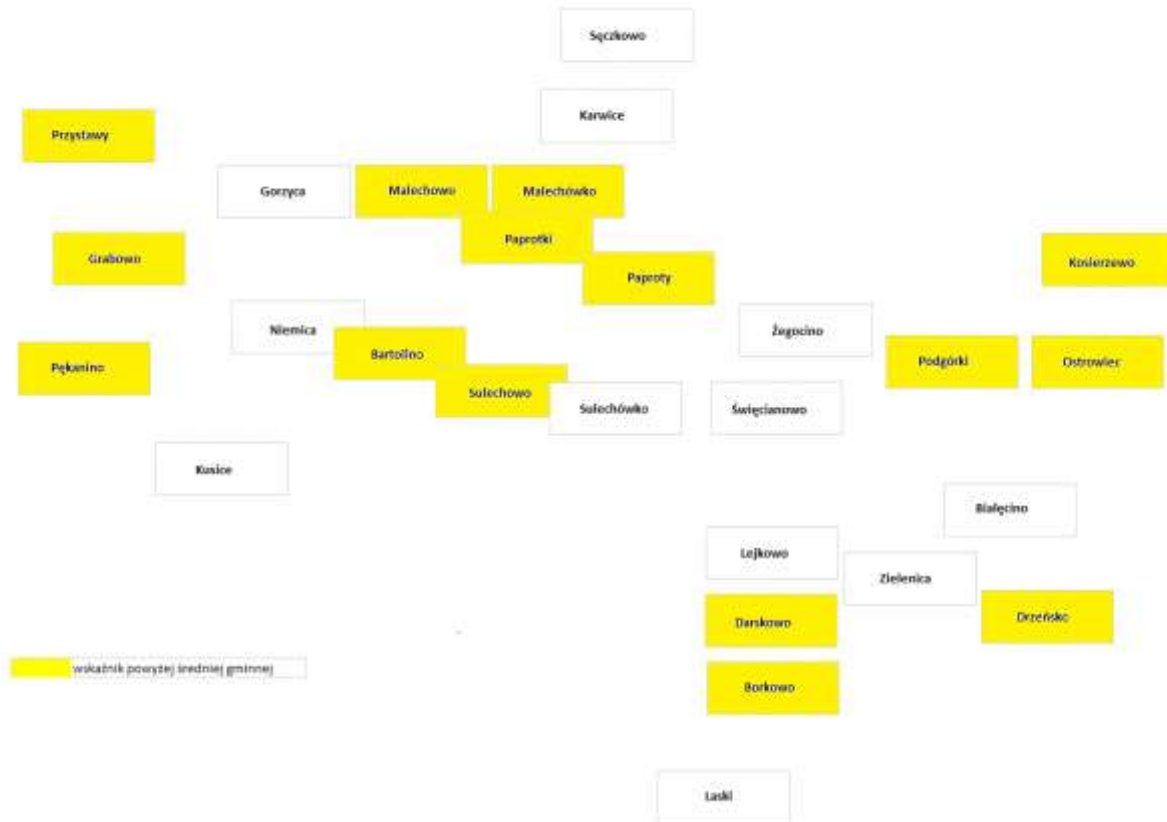 Sęczkowo
Karwice
Przystawy
Gorzyca
Malechowo
Malechówko
Paprotki
Grabowo
Paproty
Kosierzewo
Niemica
Żegocino
Bartolino
Podgórki
Ostrowiec
Pękanino
Sulechowo
Sulechówko
Święcianowo
Kusice
Białęcino
Lejkowo
Zielenica
Darskowo
Drzeńsko
wskaźnik powyżej średniej gminnej
Borkowo
Laski